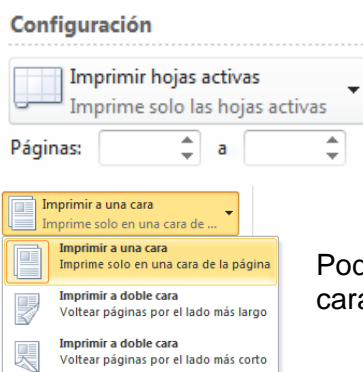 Configuración
Imprimir hojas activas
Imprime solo las hojas activas
Páginas: a
Imprimir a una cara
Imprime solo en una cara de ...
Imprimir a una cara
Imprime solo en una cara de la página
Imprimir a doble cara
Voltear páginas por el lado más largo
Imprimir a doble cara
Voltear páginas por el lado más corto